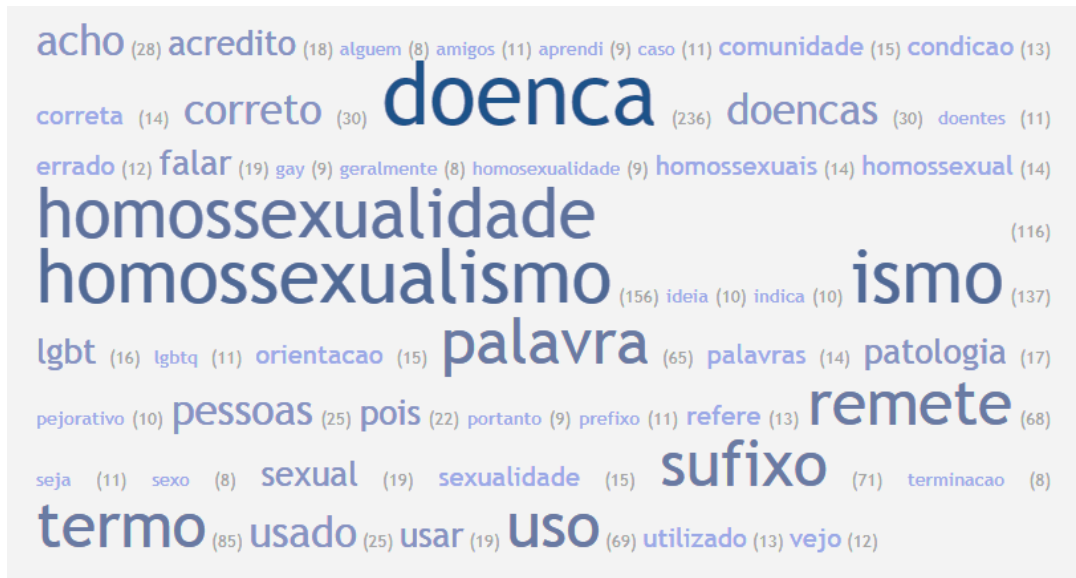 acho (28) acredito (18) alguem (8) amigos (11) aprendi (9) caso (11) comunidade (15) condicao (13)
correta (14) correto (30) doenca (236) doencas (30) doentes (11)
errado (12) falar (19) gay (9) geralmente (8) homosexualidade (9) homossexuais (14) homossexual (14)
homossexualidade (116)
homossexualismo (156) ideia (10) indica (10) ismo (137)
lgbt (16) lgbtq (11) orientacao (15) palavra (65) palavras (14) patologia (17)
pejorativo (10) pessoas (25) pois (22) portanto (9) prefixo (11) refere (13) remete (68)
seja (11) sexo (8) sexual (19) sexualidade (15) sufixo (71) terminacao (8)
termo (85) usado (25) usar (19) uso (69) utilizado (13) vejo (12)